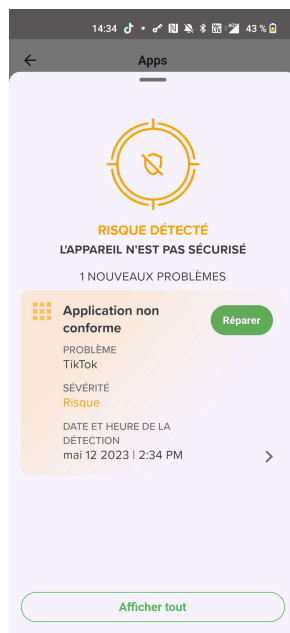 14:34 43 %
Apps
RISQUE DÉTECTÉ
L'APPAREIL N'EST PAS SÉCURISÉ
1 NOUVEAUX PROBLÈMES
Application non
conforme
Réparer
PROBLÈME
TikTok
SÉVÉRITÉ
Risque
DATE ET HEURE DE LA
DÉTECTION
mai 12 2023 | 2:34 PM
Afficher tout